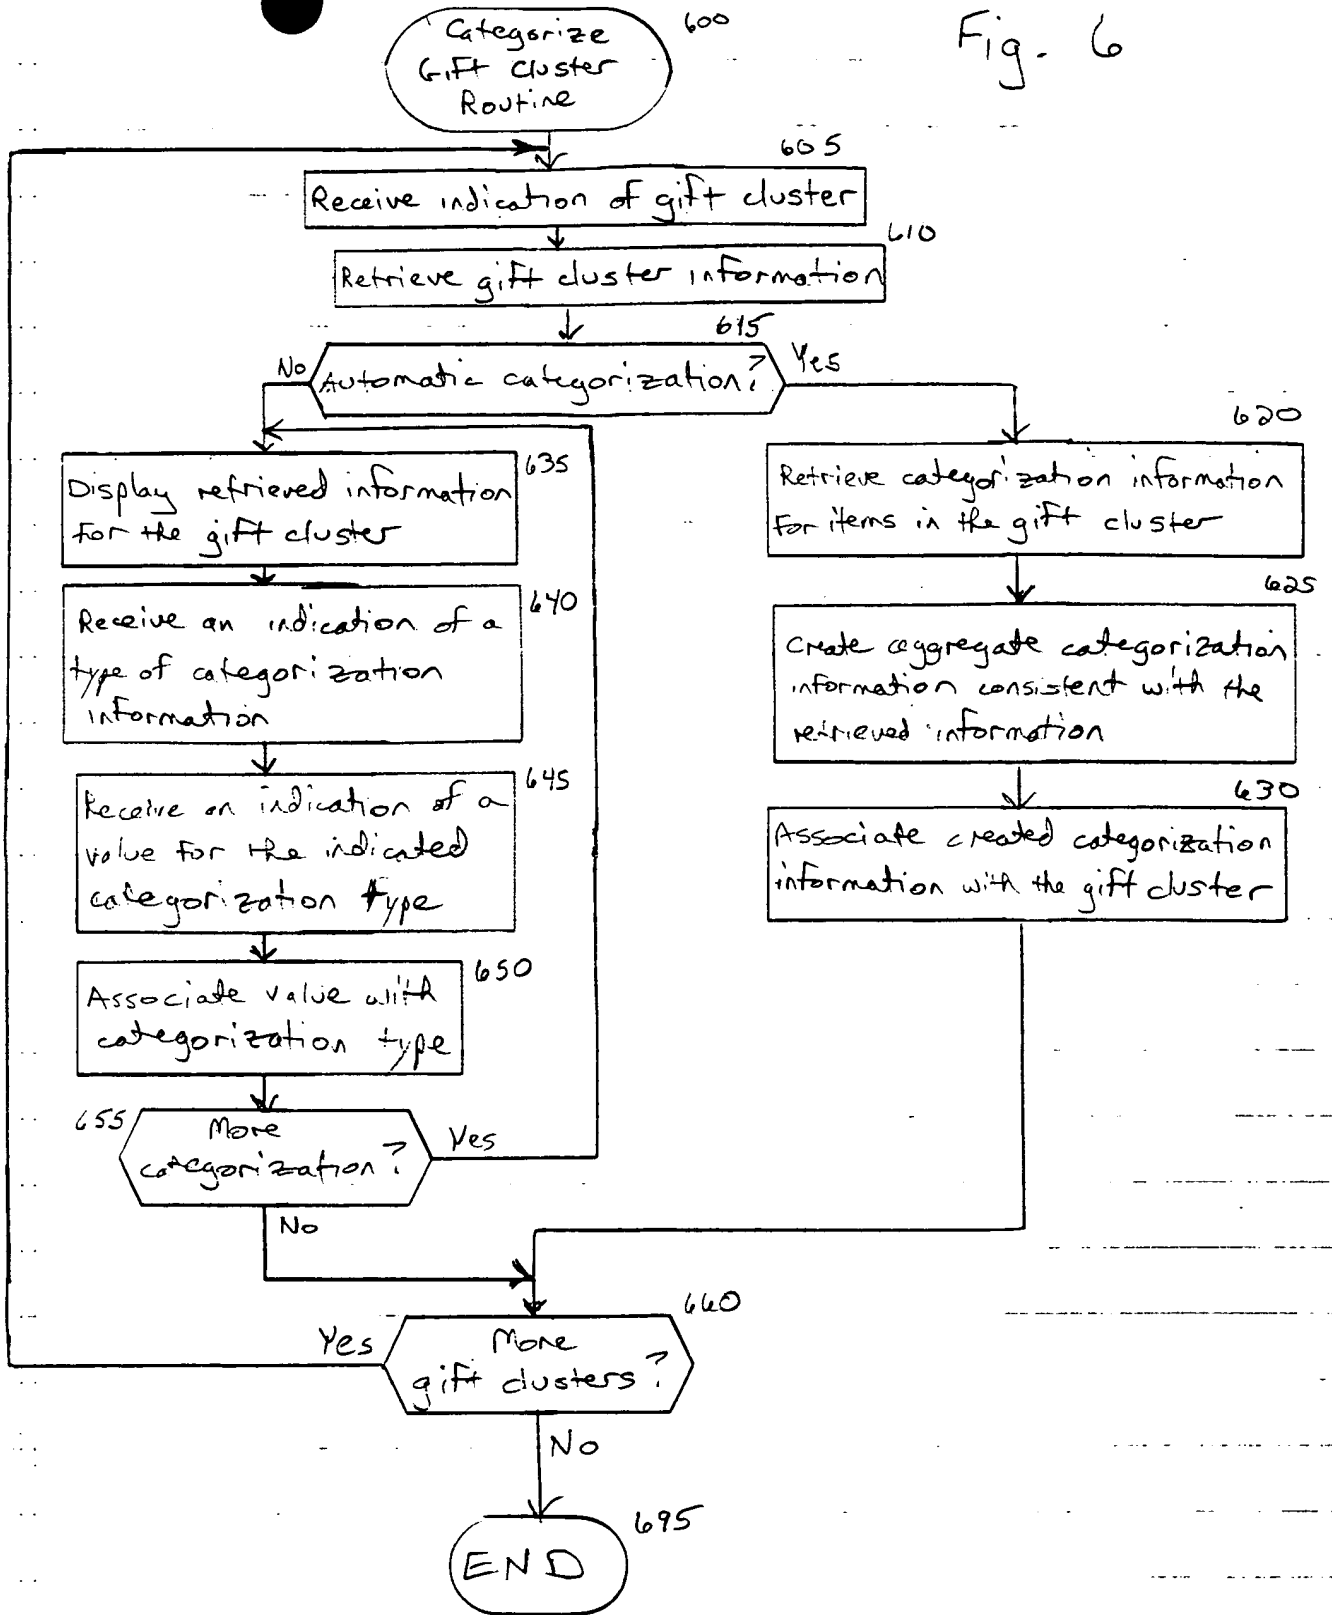 Fig. 6
600
Categorize
Gift cluster
Routine
605
Receive indication of gift cluster
610
Retrieve gift cluster information
615
Automatic categorization?
No
Yes
635
Display retrieved information
for the gift cluster
640
Receive an indication of a
type of categorization
information
645
Receive an indication of a
value for the indicated
categorization type
650
Associate value with
categorization type
655
More
categorization?
Yes
No
620
Retrieve categorization information
for items in the gift cluster
625
Create aggregate categorization
information consistent with the
retrieved information
630
Associate created categorization
information with the gift cluster
660
More
gift clusters?
Yes
No
695
END